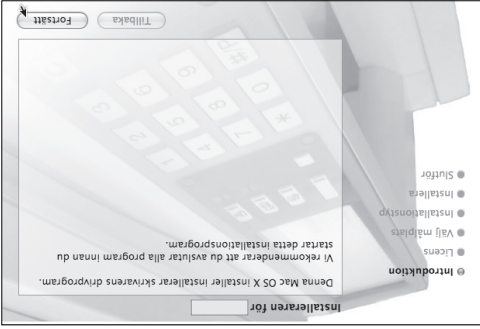 Installeraren för
Introduktion
Licens
Välj målplats
Installationstyp
Installera
Slutför
Denna Mac OS X installer installerar skrivarens drivprogram.
Vi rekommenderar att du avslutar alla program innan du
startar detta installationsprogram.
Tillbaka
Fortsätt